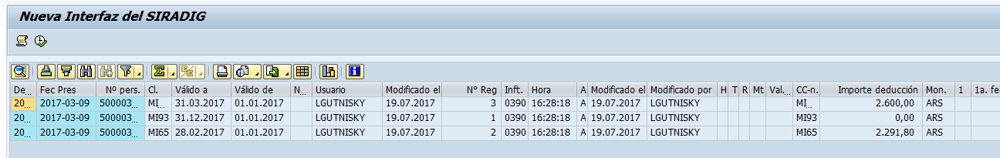 Nueva Interfaz del SIRADIG
De... Fec Pres Nº pers. Cl. Válido a Válido de N... Usuario Modificado el Nº Reg Inft. Hora A Modificado el Modificado por H T R Mt Val... CC-n. Importe deducción Mon. 1 1a. fe
20... 2017-03-09 500003... MI... 31.03.2017 01.01.2017 LGUTNISKY 19.07.2017 3 0390 16:28:18 A 19.07.2017 LGUTNISKY MI... 2.600,00 ARS
20... 2017-03-09 500003... MI93 31.12.2017 01.01.2017 LGUTNISKY 19.07.2017 1 0390 16:28:18 A 19.07.2017 LGUTNISKY MI93 0,00 ARS
20... 2017-03-09 500003... MI65 28.02.2017 01.01.2017 LGUTNISKY 19.07.2017 2 0390 16:28:18 A 19.07.2017 LGUTNISKY MI65 2.291,80 ARS